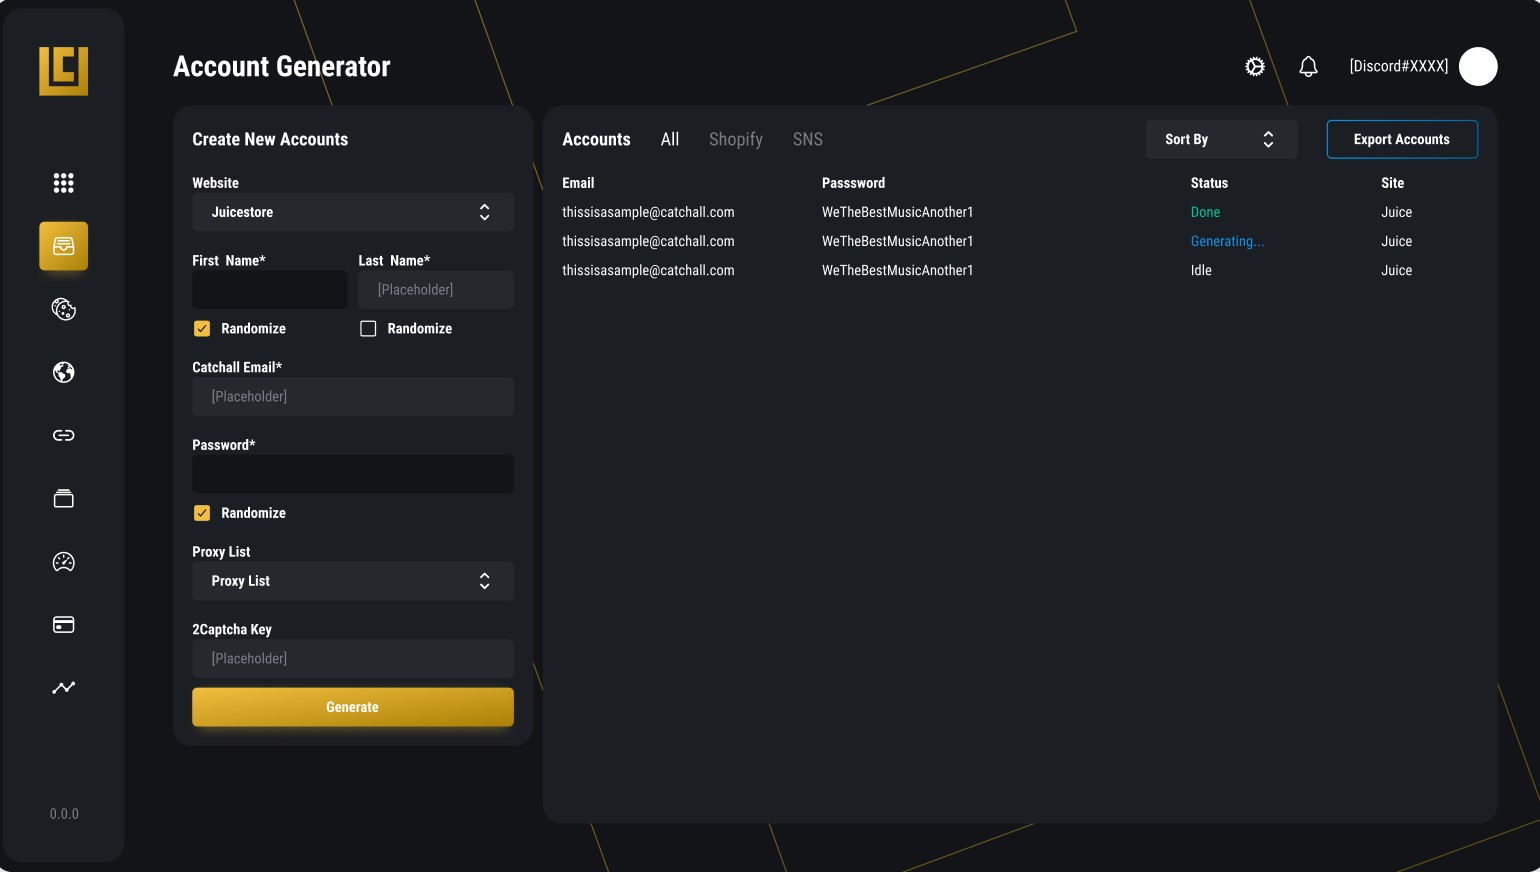 Account Generator
[Discord#XXXX]
Create New Accounts
Website
Juicestore
First Name* Last Name*
[Placeholder]
Randomize Randomize
Catchall Email*
[Placeholder]
Password*
Randomize
Proxy List
Proxy List
2Captcha Key
[Placeholder]
Generate
Accounts All Shopify SNS Sort By Export Accounts
Email Passsword Status Site
thissisasample@catchall.com WeTheBestMusicAnother1 Done Juice
thissisasample@catchall.com WeTheBestMusicAnother1 Generating... Juice
thissisasample@catchall.com WeTheBestMusicAnother1 Idle Juice
0.0.0